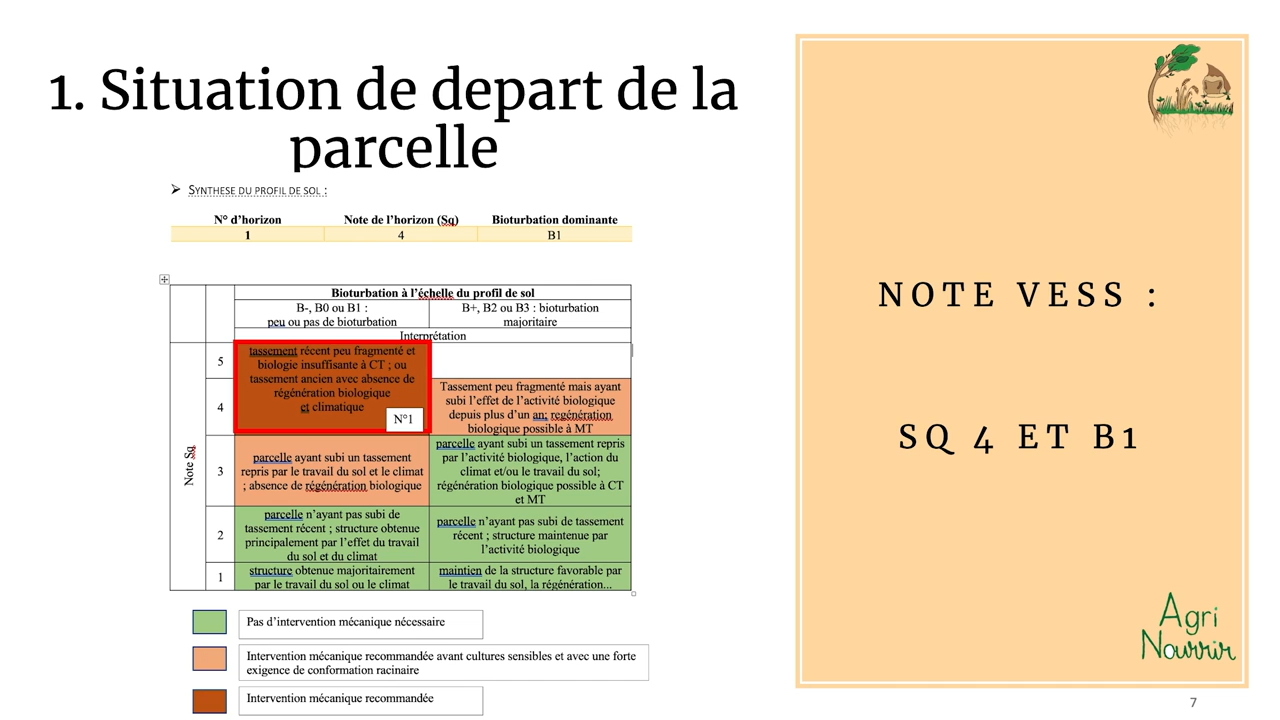 1. Situation de depart de la
parcelle
➢ SYNTHESE DU PROFIL DE SOL :
N° d'horizon Note de l'horizon (Sq) Bioturbation dominante
1 4 B1
Bioturbation à l'échelle du profil de sol
B-, B0 ou B1 :
peu ou pas de bioturbation
B+, B2 ou B3 : bioturbation
majoritaire
Interprétation
Note Sq
5
tassement récent peu fragmenté et
biologie insuffisante à CT ; ou
tassement ancien avec absence de
régénération biologique
et climatique
N°1
4
Tassement peu fragmenté mais ayant
subi l'effet de l'activité biologique
depuis plus d'un an; regénération
biologique possible à MT
3
parcelle ayant subi un tassement
repris par le travail du sol et le climat
; absence de régénération biologique
parcelle ayant subi un tassement repris
par l'activité biologique, l'action du
climat et/ou le travail du sol;
régénération biologique possible à CT
et MT
2
parcelle n'ayant pas subi de
tassement récent ; structure obtenue
principalement par l'effet du travail
du sol et du climat
parcelle n'ayant pas subi de tassement
récent ; structure maintenue par
l'activité biologique
1
structure obtenue majoritairement
par le travail du sol ou le climat
maintien de la structure favorable par
le travail du sol, la régénération...
Pas d'intervention mécanique nécessaire
Intervention mécanique recommandée avant cultures sensibles et avec une forte
exigence de conformation racinaire
Intervention mécanique recommandée
NOTE VESS :
SQ 4 ET B1
Agri
Nourrir
7